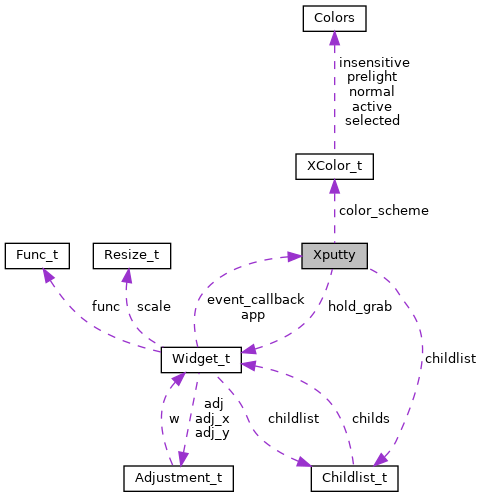 Colors
insensitive
prelight
normal
active
selected
XColor_t
color_scheme
Func_t
Resize_t
Xputty
func
scale
event_callback
app
hold_grab
childlist
Widget_t
w
adj
adj_x
adj_y
childlist
childs
Adjustment_t
Childlist_t